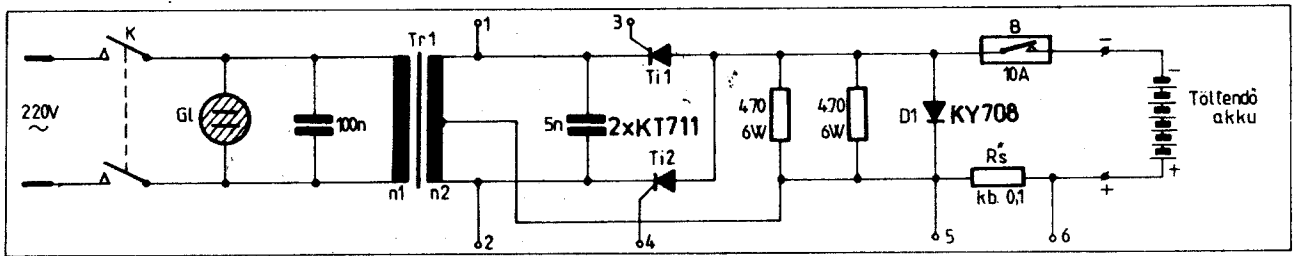 K
220V
~
Gl
100n
Tr1
n1
n2
1
2
5n
2xKT711
3
Ti1
Ti2
4
470
6W
470
6W
D1
KY708
B
10A
Rs*
kb. 0,1
5
6
−
+
−
+
Töltendő
akku